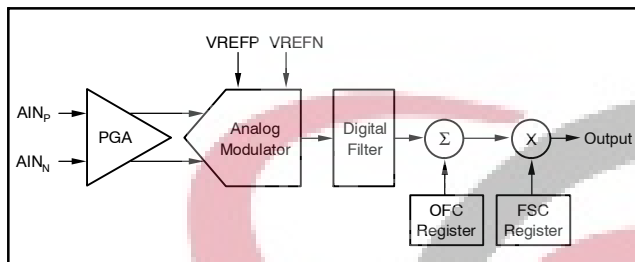 VREFP VREFN
AINP
PGA
AINN
Analog
Modulator
Digital
Filter
Σ
X
Output
OFC
Register
FSC
Register